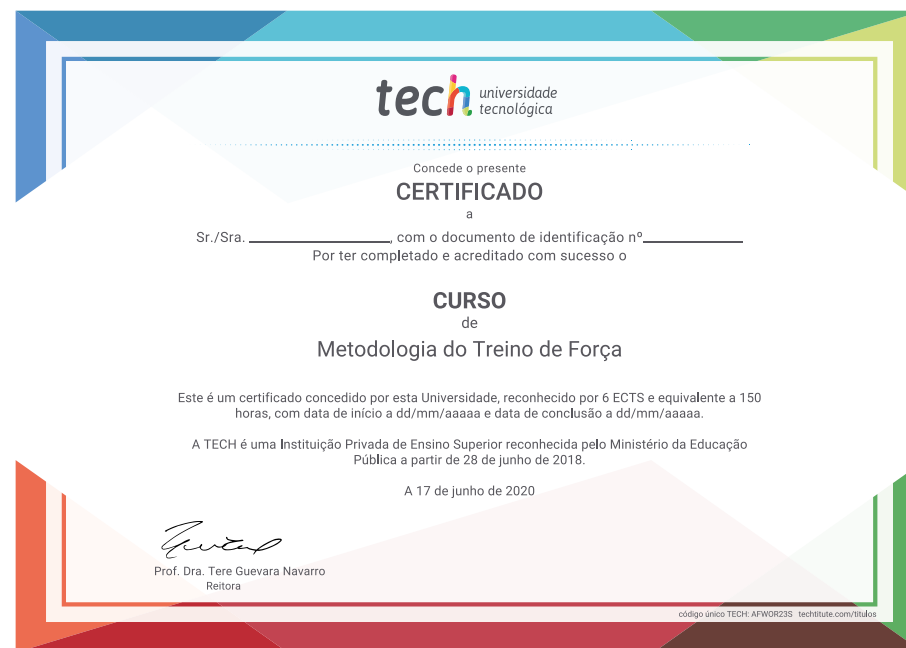 tech universidade
tecnológica
Concede o presente
CERTIFICADO
a
Sr./Sra. ____________________, com o documento de identificação nº______________
Por ter completado e acreditado com sucesso o
CURSO
de
Metodologia do Treino de Força
Este é um certificado concedido por esta Universidade, reconhecido por 6 ECTS e equivalente a 150
horas, com data de início a dd/mm/aaaaa e data de conclusão a dd/mm/aaaaa.
A TECH é uma Instituição Privada de Ensino Superior reconhecida pelo Ministério da Educação
Pública a partir de 28 de junho de 2018.
A 17 de junho de 2020
Prof. Dra. Tere Guevara Navarro
Reitora
código único TECH: AFWOR23S techtitute.com/titulos